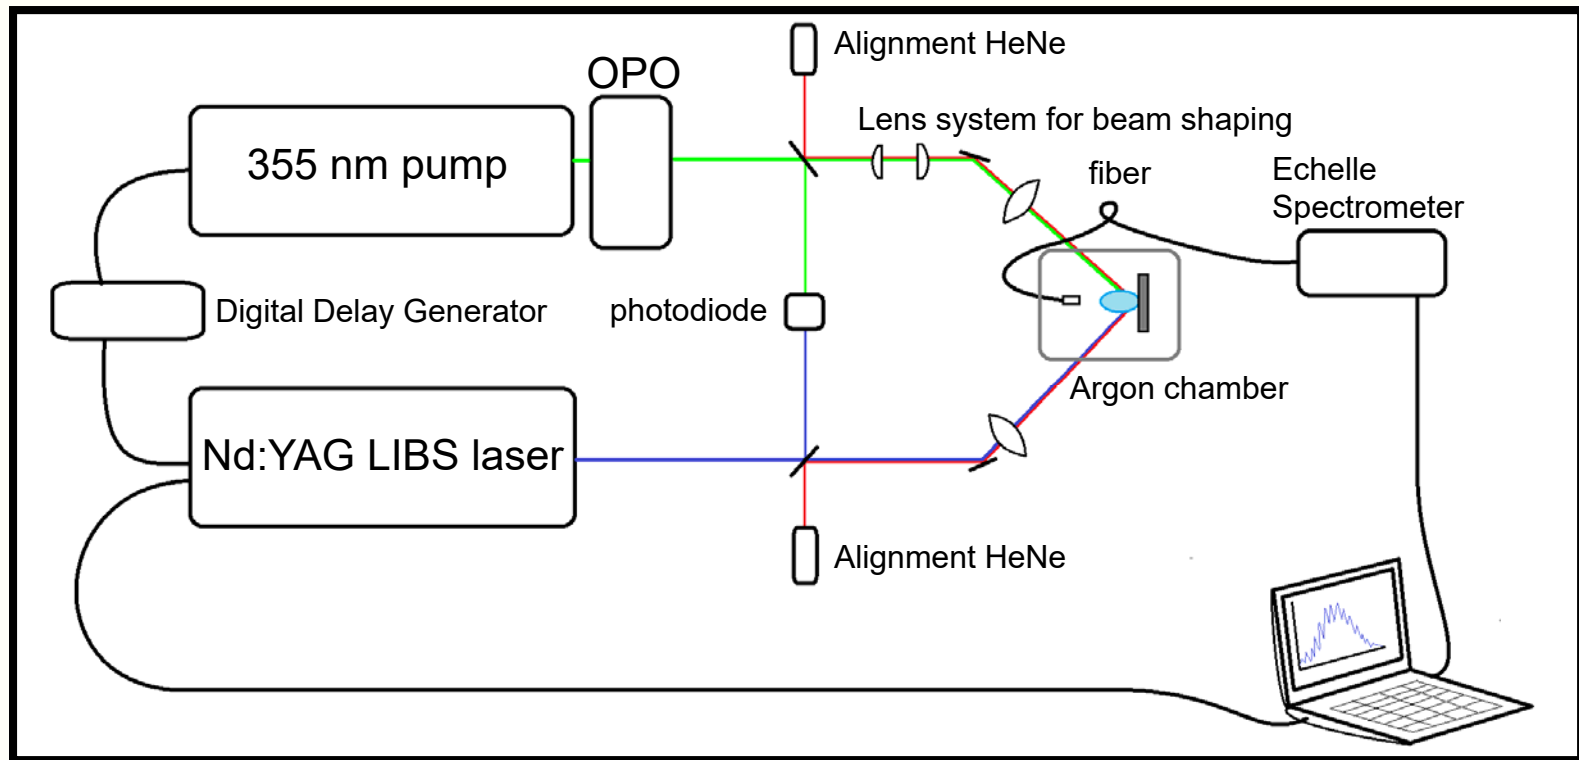 Alignment HeNe
OPO
Lens system for beam shaping
355 nm pump
fiber
Echelle
Spectrometer
Digital Delay Generator
photodiode
Argon chamber
Nd:YAG LIBS laser
Alignment HeNe